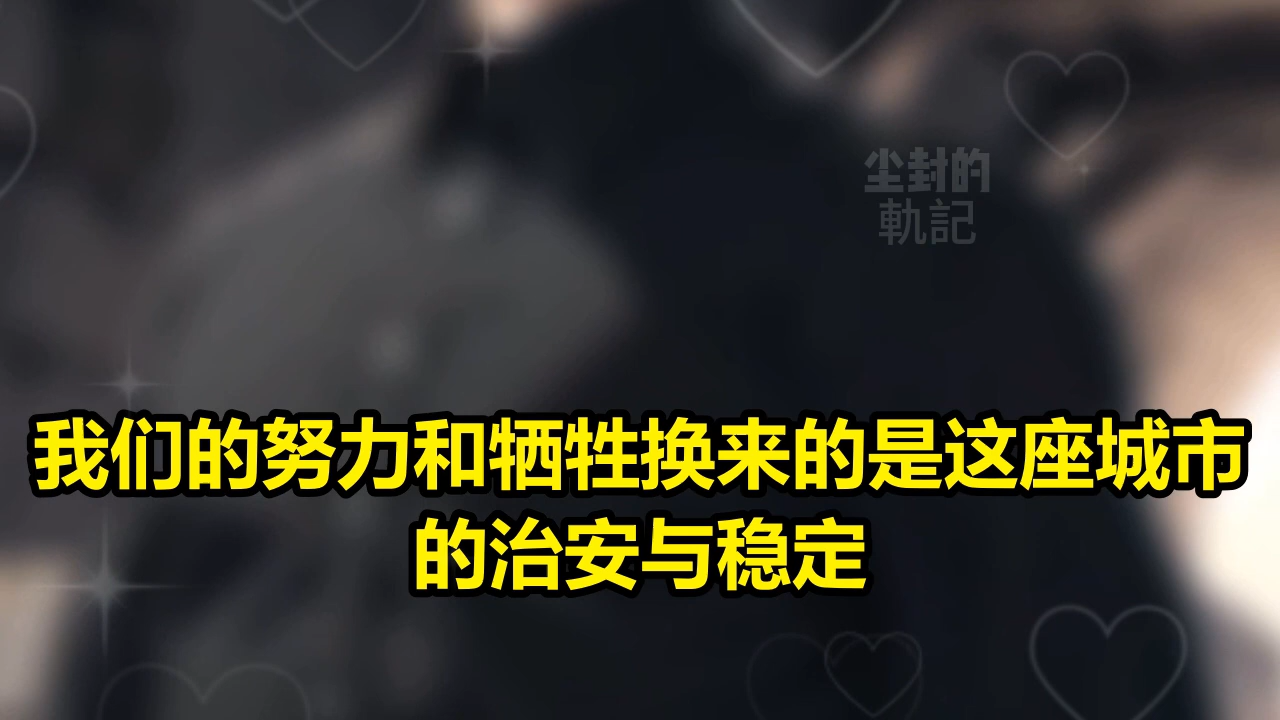 尘封的
軌記
我们的努力和牺牲换来的是这座城市
的治安与稳定